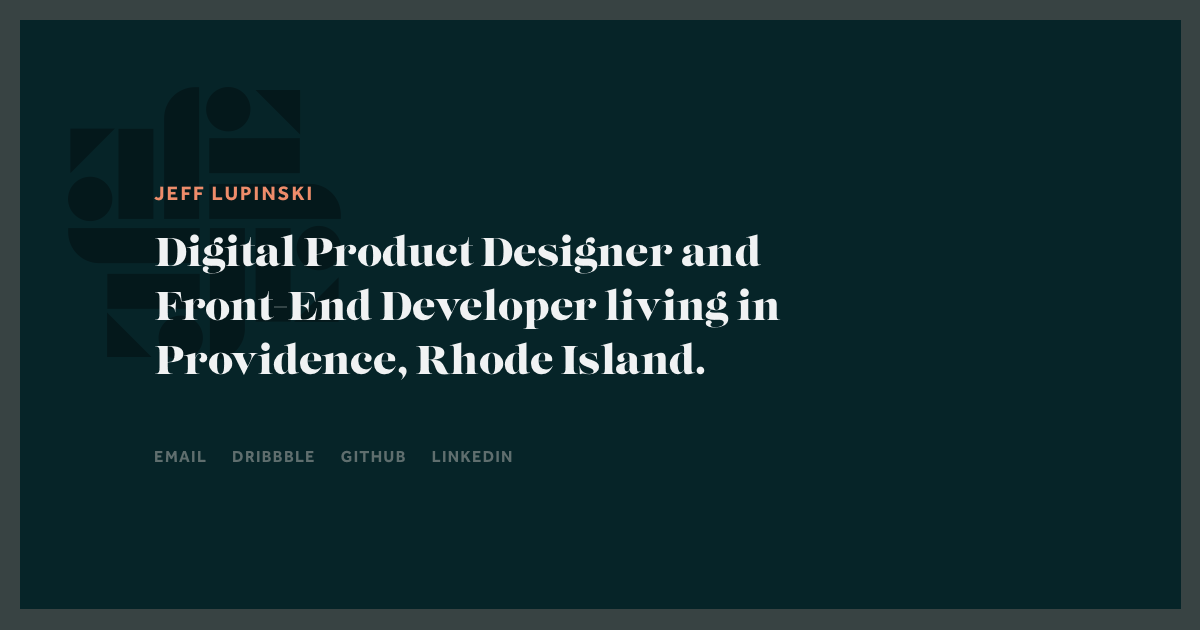 JEFF LUPINSKI
Digital Product Designer and
Front-End Developer living in
Providence, Rhode Island.
EMAIL DRIBBBLE GITHUB LINKEDIN